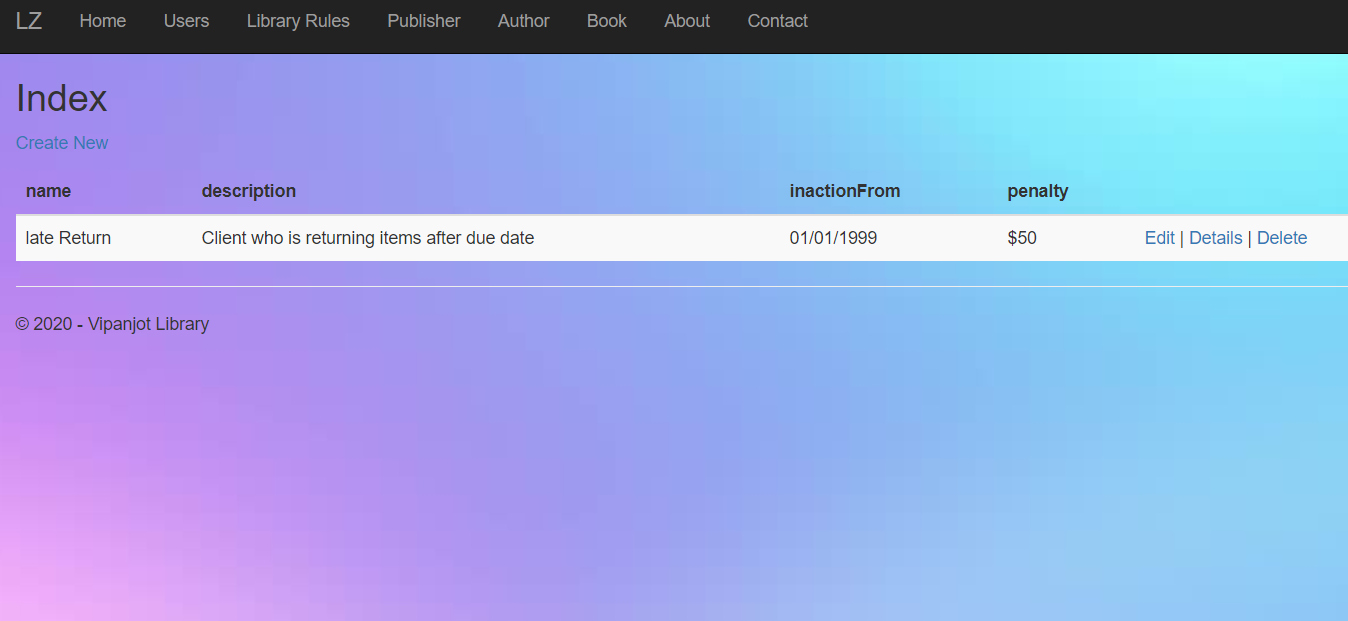 LZ Home Users Library Rules Publisher Author Book About Contact
Index
Create New
name description inactionFrom penalty
late Return Client who is returning items after due date 01/01/1999 $50 Edit | Details | Delete
© 2020 - Vipanjot Library